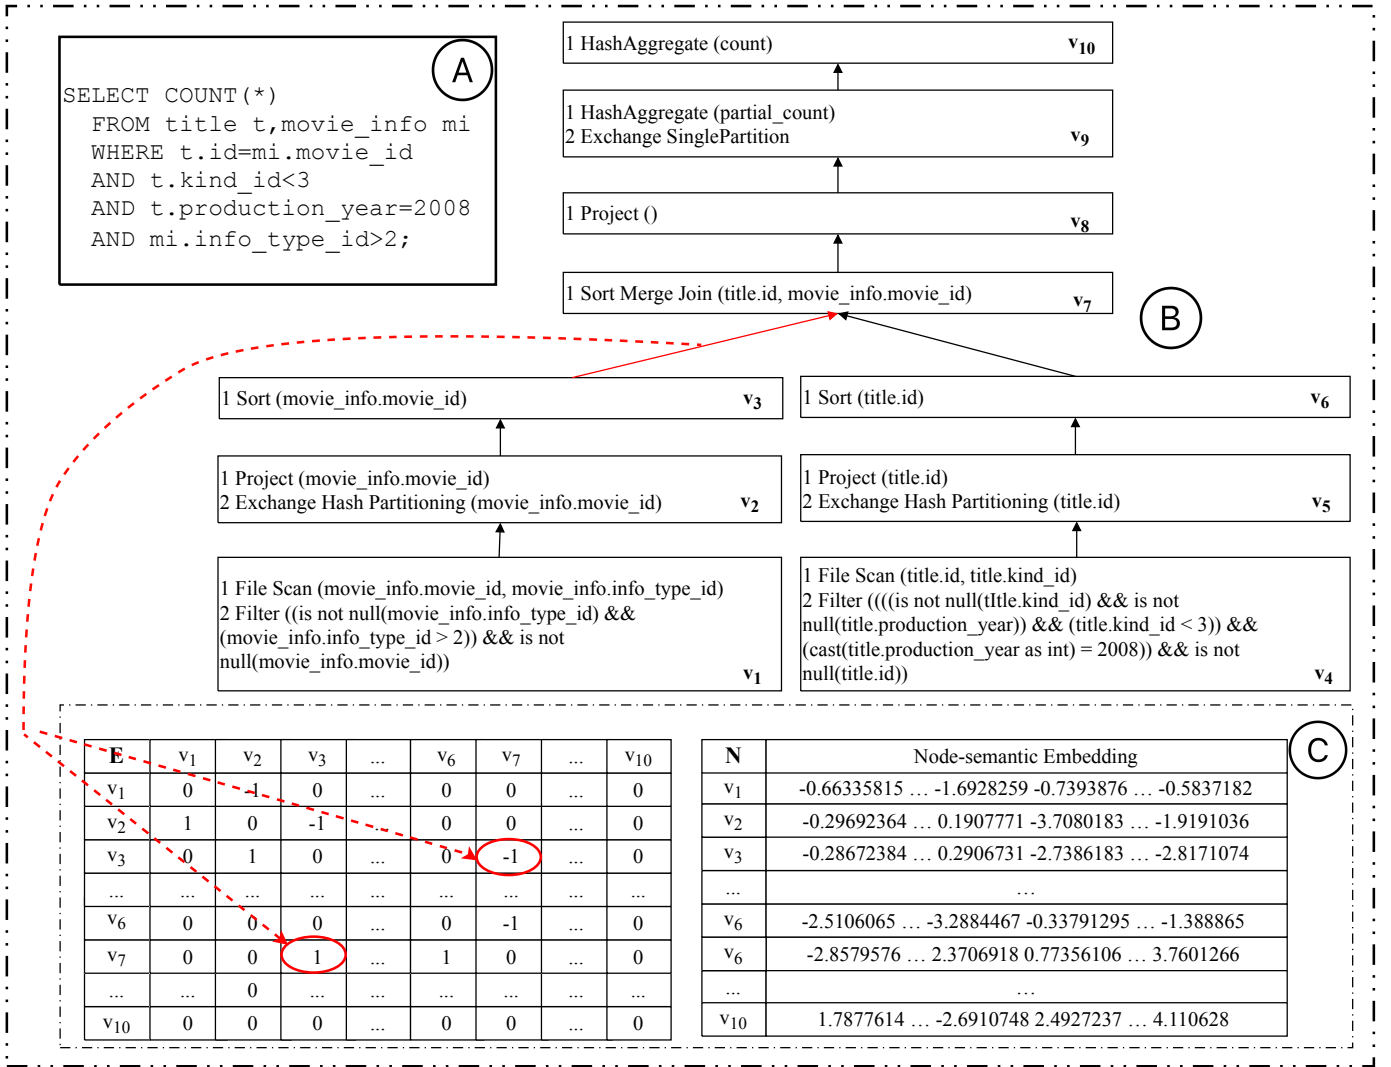 A
SELECT COUNT(*)
FROM title t,movie_info mi
WHERE t.id=mi.movie_id
AND t.kind_id<3
AND t.production_year=2008
AND mi.info_type_id>2;
1 HashAggregate (count) v10
1 HashAggregate (partial_count)
2 Exchange SinglePartition v9
1 Project () v8
1 Sort Merge Join (title.id, movie_info.movie_id) v7
B
1 Sort (movie_info.movie_id) v3
1 Sort (title.id) v6
1 Project (movie_info.movie_id)
2 Exchange Hash Partitioning (movie_info.movie_id) v2
1 Project (title.id)
2 Exchange Hash Partitioning (title.id) v5
1 File Scan (movie_info.movie_id, movie_info.info_type_id)
2 Filter ((is not null(movie_info.info_type_id) &&
(movie_info.info_type_id > 2)) && is not
null(movie_info.movie_id))
v1
1 File Scan (title.id, title.kind_id)
2 Filter ((((is not null(tItle.kind_id) && is not
null(title.production_year)) && (title.kind_id < 3)) &&
(cast(title.production_year as int) = 2008)) && is not
null(title.id))
v4
C
E v1 v2 v3 ... v6 v7 ... v10
v1 0 -1 0 ... 0 0 ... 0
v2 1 0 -1 ... 0 0 ... 0
v3 0 1 0 ... 0 -1 ... 0
... ... ... ... ... ... ... ... ...
v6 0 0 0 ... 0 -1 ... 0
v7 0 0 1 ... 1 0 ... 0
... ... 0 ... ... ... ... ... ...
v10 0 0 0 ... 0 0 ... 0
N Node-semantic Embedding
v1 -0.66335815 … -1.6928259 -0.7393876 … -0.5837182
v2 -0.29692364 … 0.1907771 -3.7080183 … -1.9191036
v3 -0.28672384 … 0.2906731 -2.7386183 … -2.8171074
... …
v6 -2.5106065 … -3.2884467 -0.33791295 … -1.388865
v6 -2.8579576 … 2.3706918 0.77356106 … 3.7601266
... …
v10 1.7877614 … -2.6910748 2.4927237 … 4.110628